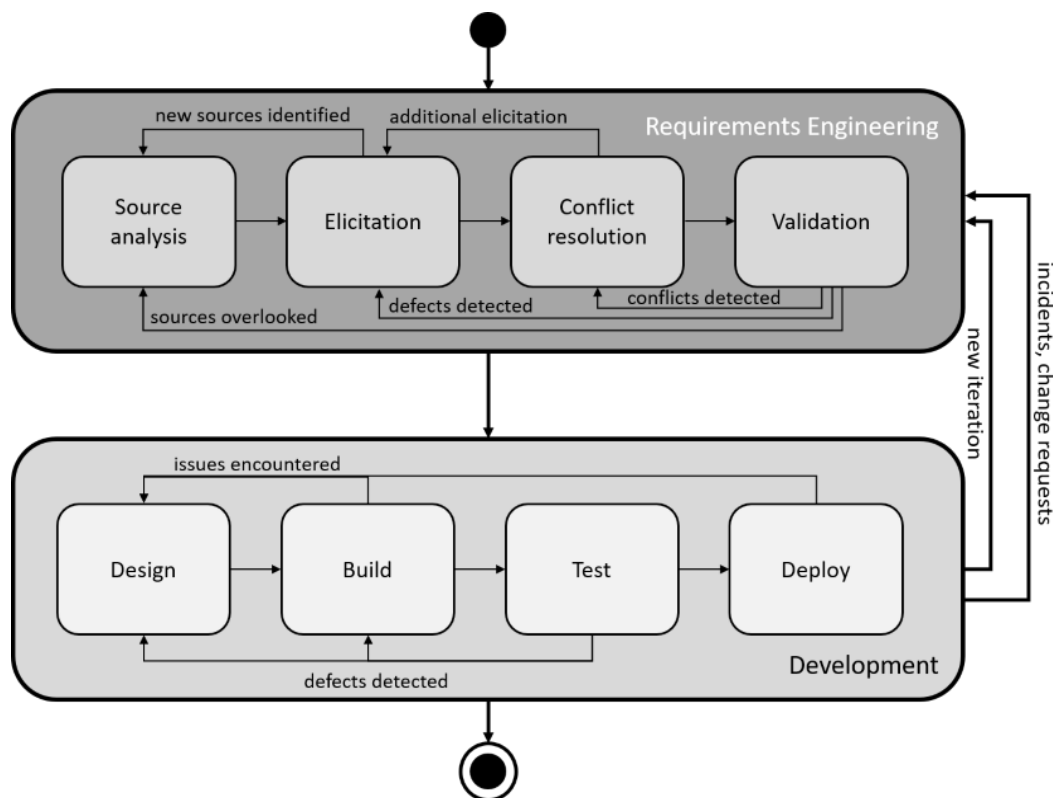 new sources identified
additional elicitation
Requirements Engineering
Source
analysis
Elicitation
Conflict
resolution
Validation
sources overlooked
defects detected
conflicts detected
new iteration
incidents, change requests
issues encountered
Design
Build
Test
Deploy
defects detected
Development